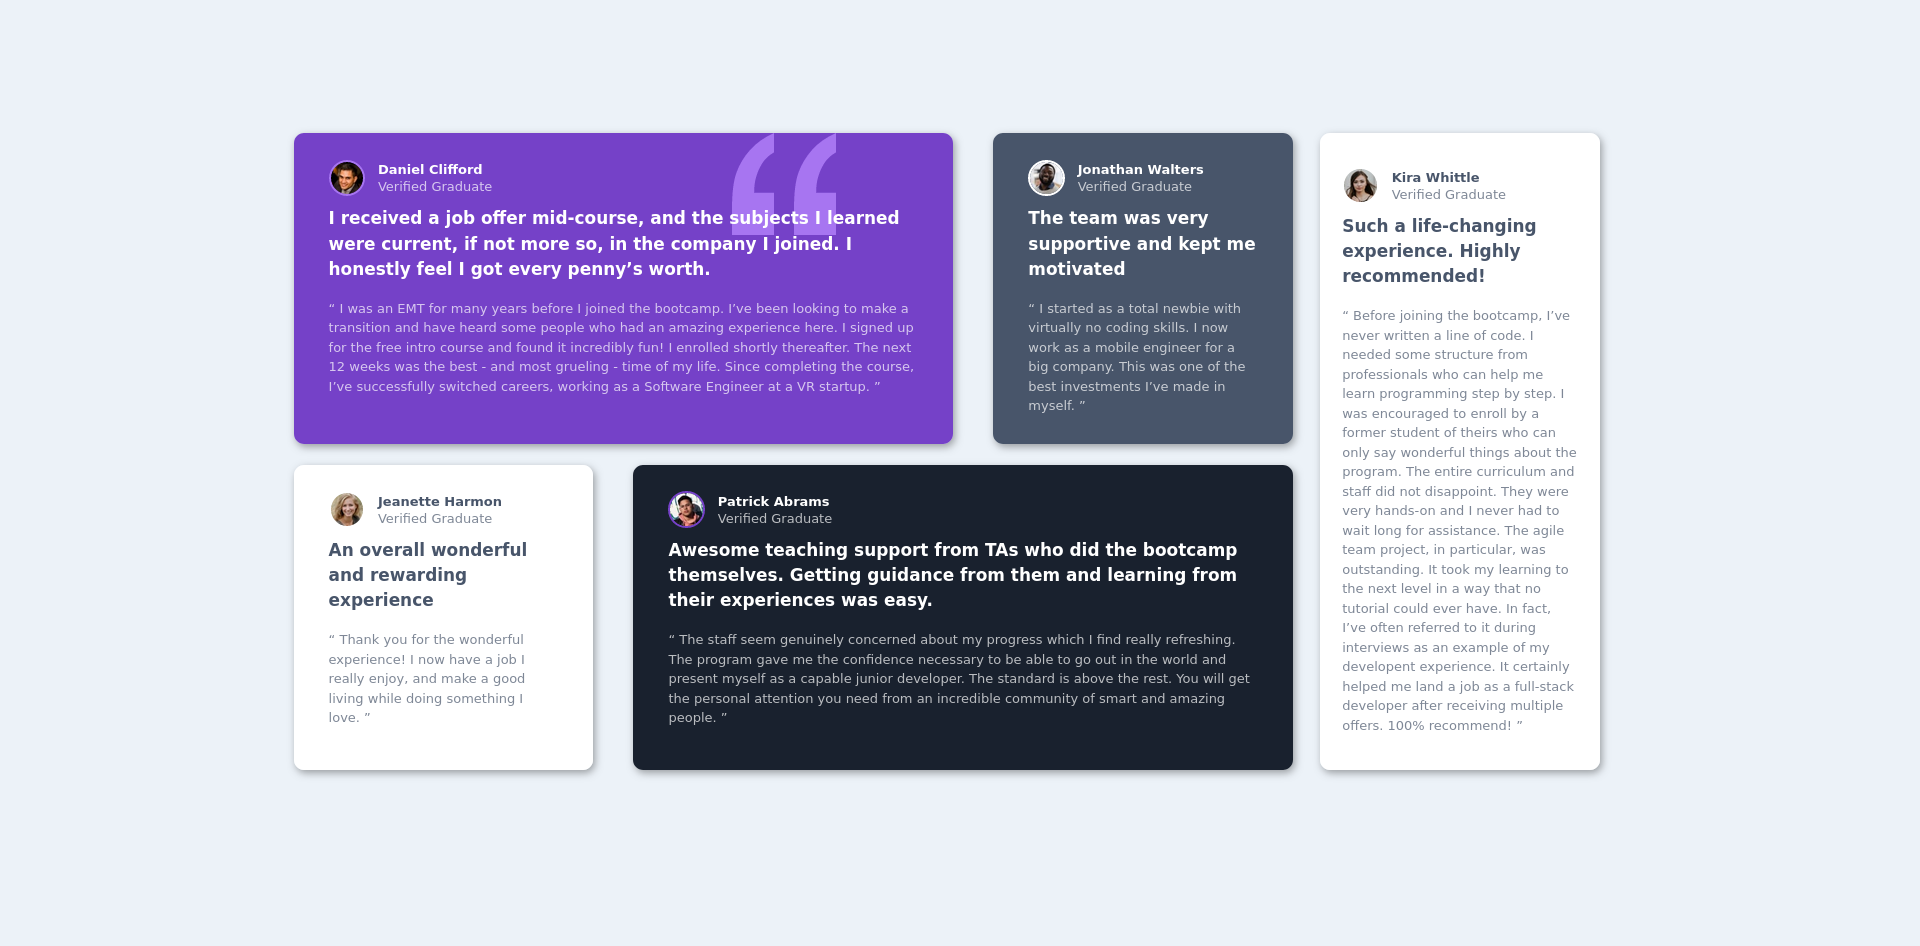 Daniel Clifford
Verified Graduate
I received a job offer mid-course, and the subjects I learned
were current, if not more so, in the company I joined. I
honestly feel I got every penny’s worth.
“ I was an EMT for many years before I joined the bootcamp. I’ve been looking to make a
transition and have heard some people who had an amazing experience here. I signed up
for the free intro course and found it incredibly fun! I enrolled shortly thereafter. The next
12 weeks was the best - and most grueling - time of my life. Since completing the course,
I’ve successfully switched careers, working as a Software Engineer at a VR startup. ”
Jonathan Walters
Verified Graduate
The team was very
supportive and kept me
motivated
“ I started as a total newbie with
virtually no coding skills. I now
work as a mobile engineer for a
big company. This was one of the
best investments I’ve made in
myself. ”
Kira Whittle
Verified Graduate
Such a life-changing
experience. Highly
recommended!
“ Before joining the bootcamp, I’ve
never written a line of code. I
needed some structure from
professionals who can help me
learn programming step by step. I
was encouraged to enroll by a
former student of theirs who can
only say wonderful things about the
program. The entire curriculum and
staff did not disappoint. They were
very hands-on and I never had to
wait long for assistance. The agile
team project, in particular, was
outstanding. It took my learning to
the next level in a way that no
tutorial could ever have. In fact,
I’ve often referred to it during
interviews as an example of my
developent experience. It certainly
helped me land a job as a full-stack
developer after receiving multiple
offers. 100% recommend! ”
Jeanette Harmon
Verified Graduate
An overall wonderful
and rewarding
experience
“ Thank you for the wonderful
experience! I now have a job I
really enjoy, and make a good
living while doing something I
love. ”
Patrick Abrams
Verified Graduate
Awesome teaching support from TAs who did the bootcamp
themselves. Getting guidance from them and learning from
their experiences was easy.
“ The staff seem genuinely concerned about my progress which I find really refreshing.
The program gave me the confidence necessary to be able to go out in the world and
present myself as a capable junior developer. The standard is above the rest. You will get
the personal attention you need from an incredible community of smart and amazing
people. ”